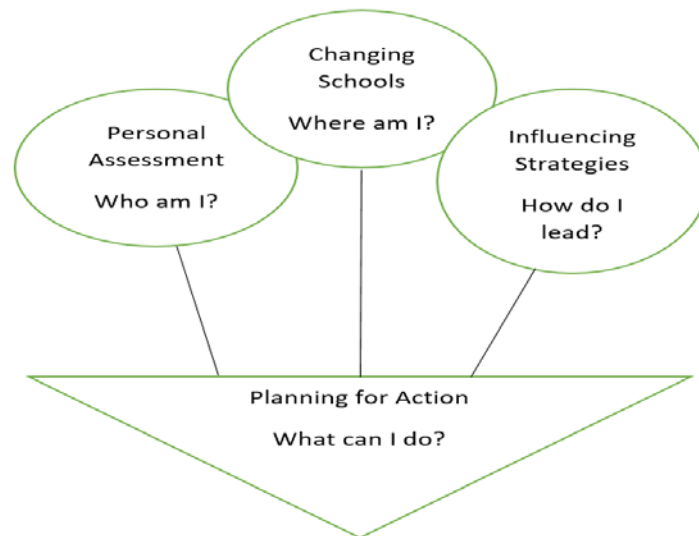 Changing
Schools
Where am I?
Personal
Assessment
Who am I?
Influencing
Strategies
How do I
lead?
Planning for Action
What can I do?